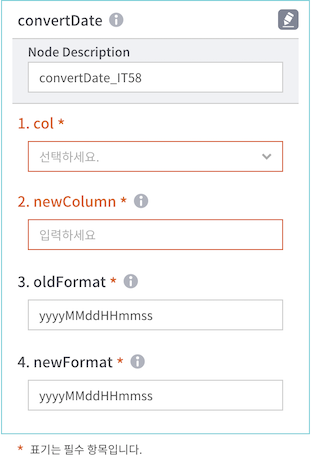 convertDate
Node Description
convertDate_IT58
1. col *
선택하세요.
2. newColumn *
입력하세요
3. oldFormat *
yyyyMMddHHmmss
4. newFormat *
yyyyMMddHHmmss
* 표기는 필수 항목입니다.